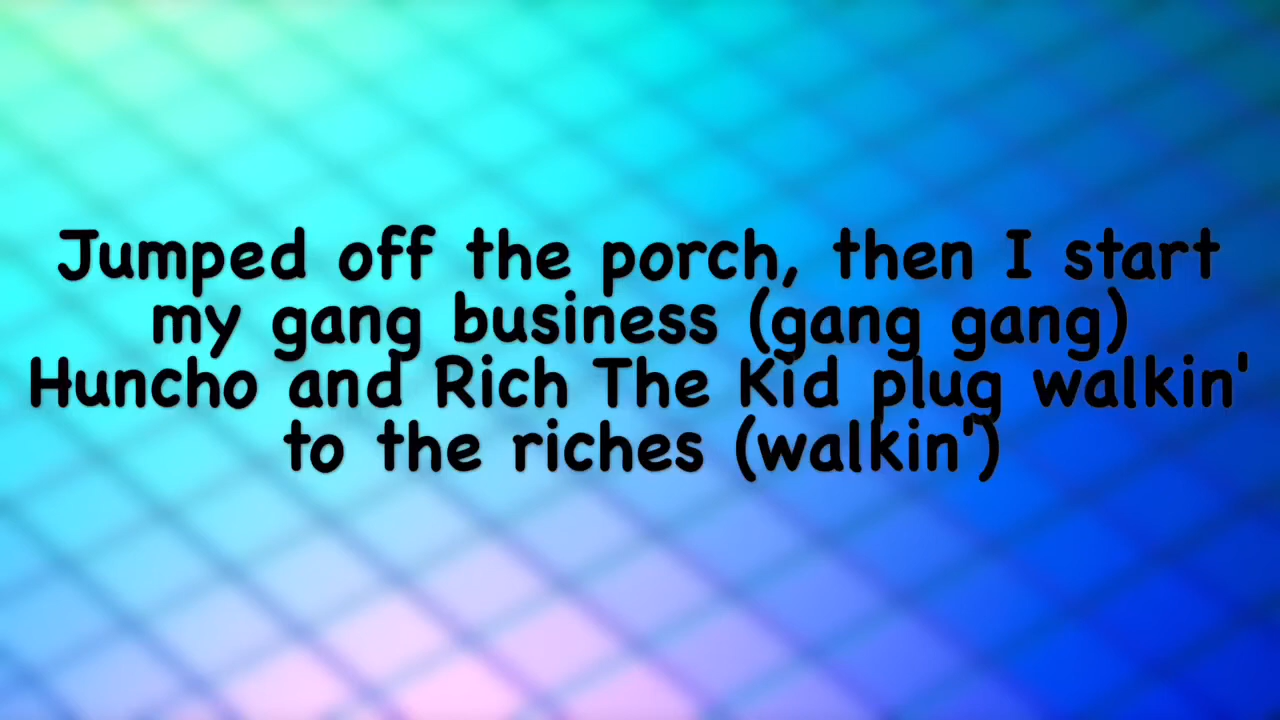 Jumped off the porch, then I start
my gang business (gang gang)
Huncho and Rich The Kid plug walkin'
to the riches (walkin')